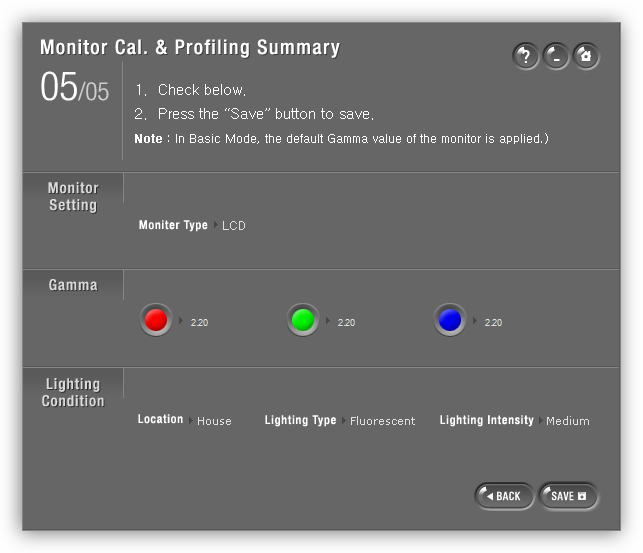 Monitor Cal. & Profiling Summary
?
05/05
1. Check below.
2. Press the “Save” button to save.
Note : In Basic Mode, the default Gamma value of the monitor is applied.)
Monitor
Setting
Moniter Type LCD
Gamma
2.20 2.20 2.20
Lighting
Condition
Location House Lighting Type Fluorescent Lighting Intensity Medium
BACK SAVE